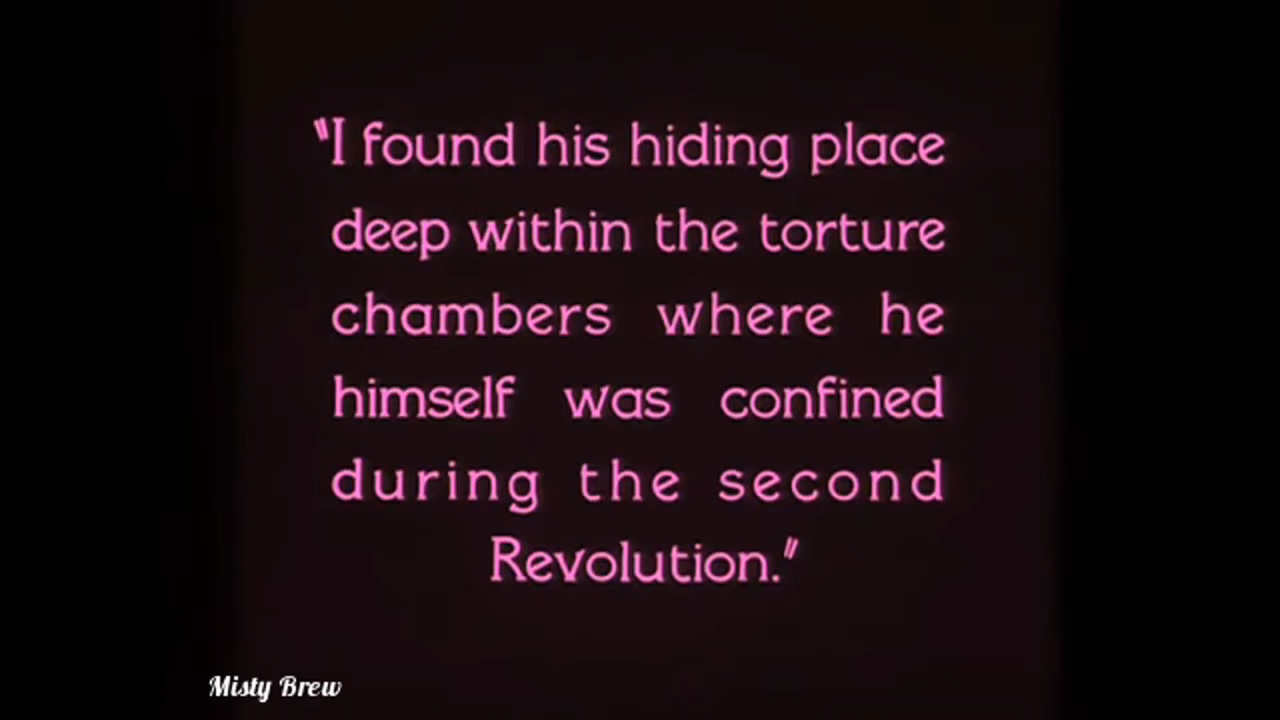 "I found his hiding place
deep within the torture
chambers where he
himself was confined
during the second
Revolution."
Misty Brew